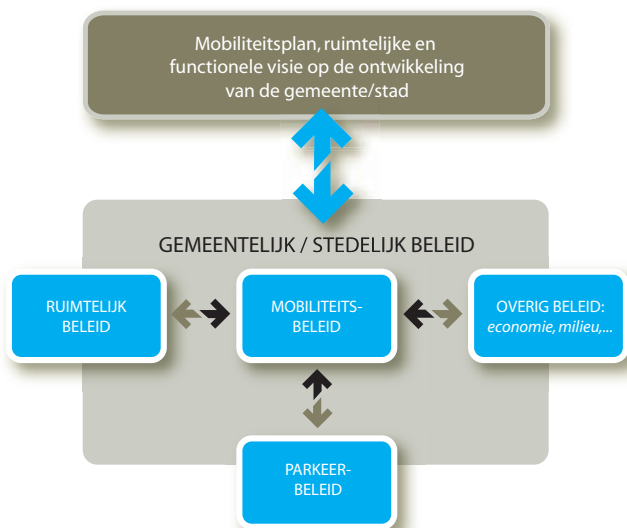 Mobiliteitsplan, ruimtelijke en
functionele visie op de ontwikkeling
van de gemeente/stad
GEMEENTELIJK / STEDELIJK BELEID
RUIMTELIJK
BELEID
MOBILITEITS-
BELEID
OVERIG BELEID:
economie, milieu,...
PARKEER-
BELEID